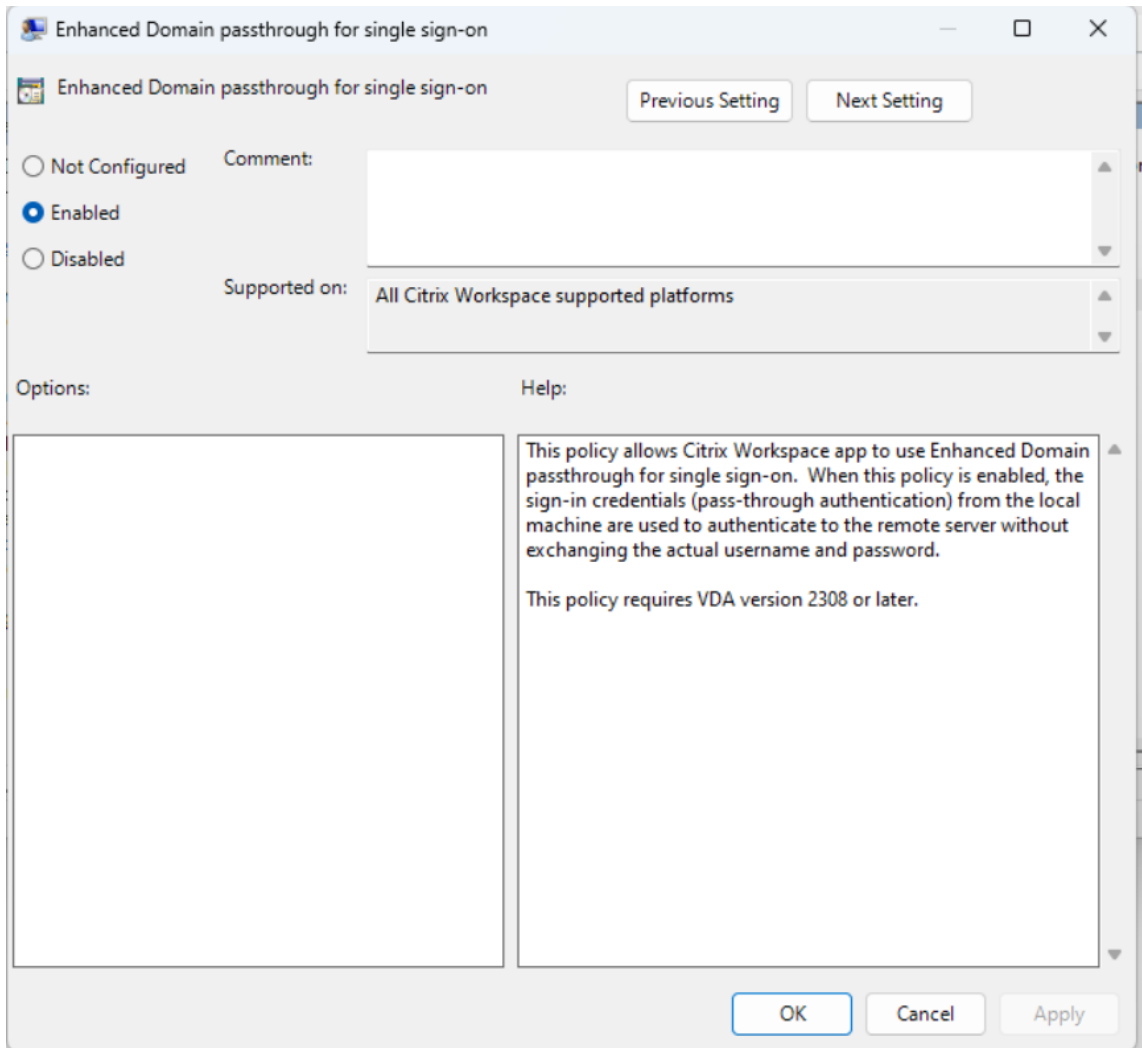 Enhanced Domain passthrough for single sign-on
Enhanced Domain passthrough for single sign-on
Previous Setting
Next Setting
Not Configured
Enabled
Disabled
Comment:
Supported on:
All Citrix Workspace supported platforms
Options:
Help:
This policy allows Citrix Workspace app to use Enhanced Domain
passthrough for single sign-on.  When this policy is enabled, the
sign-in credentials (pass-through authentication) from the local
machine are used to authenticate to the remote server without
exchanging the actual username and password.
This policy requires VDA version 2308 or later.
OK
Cancel
Apply